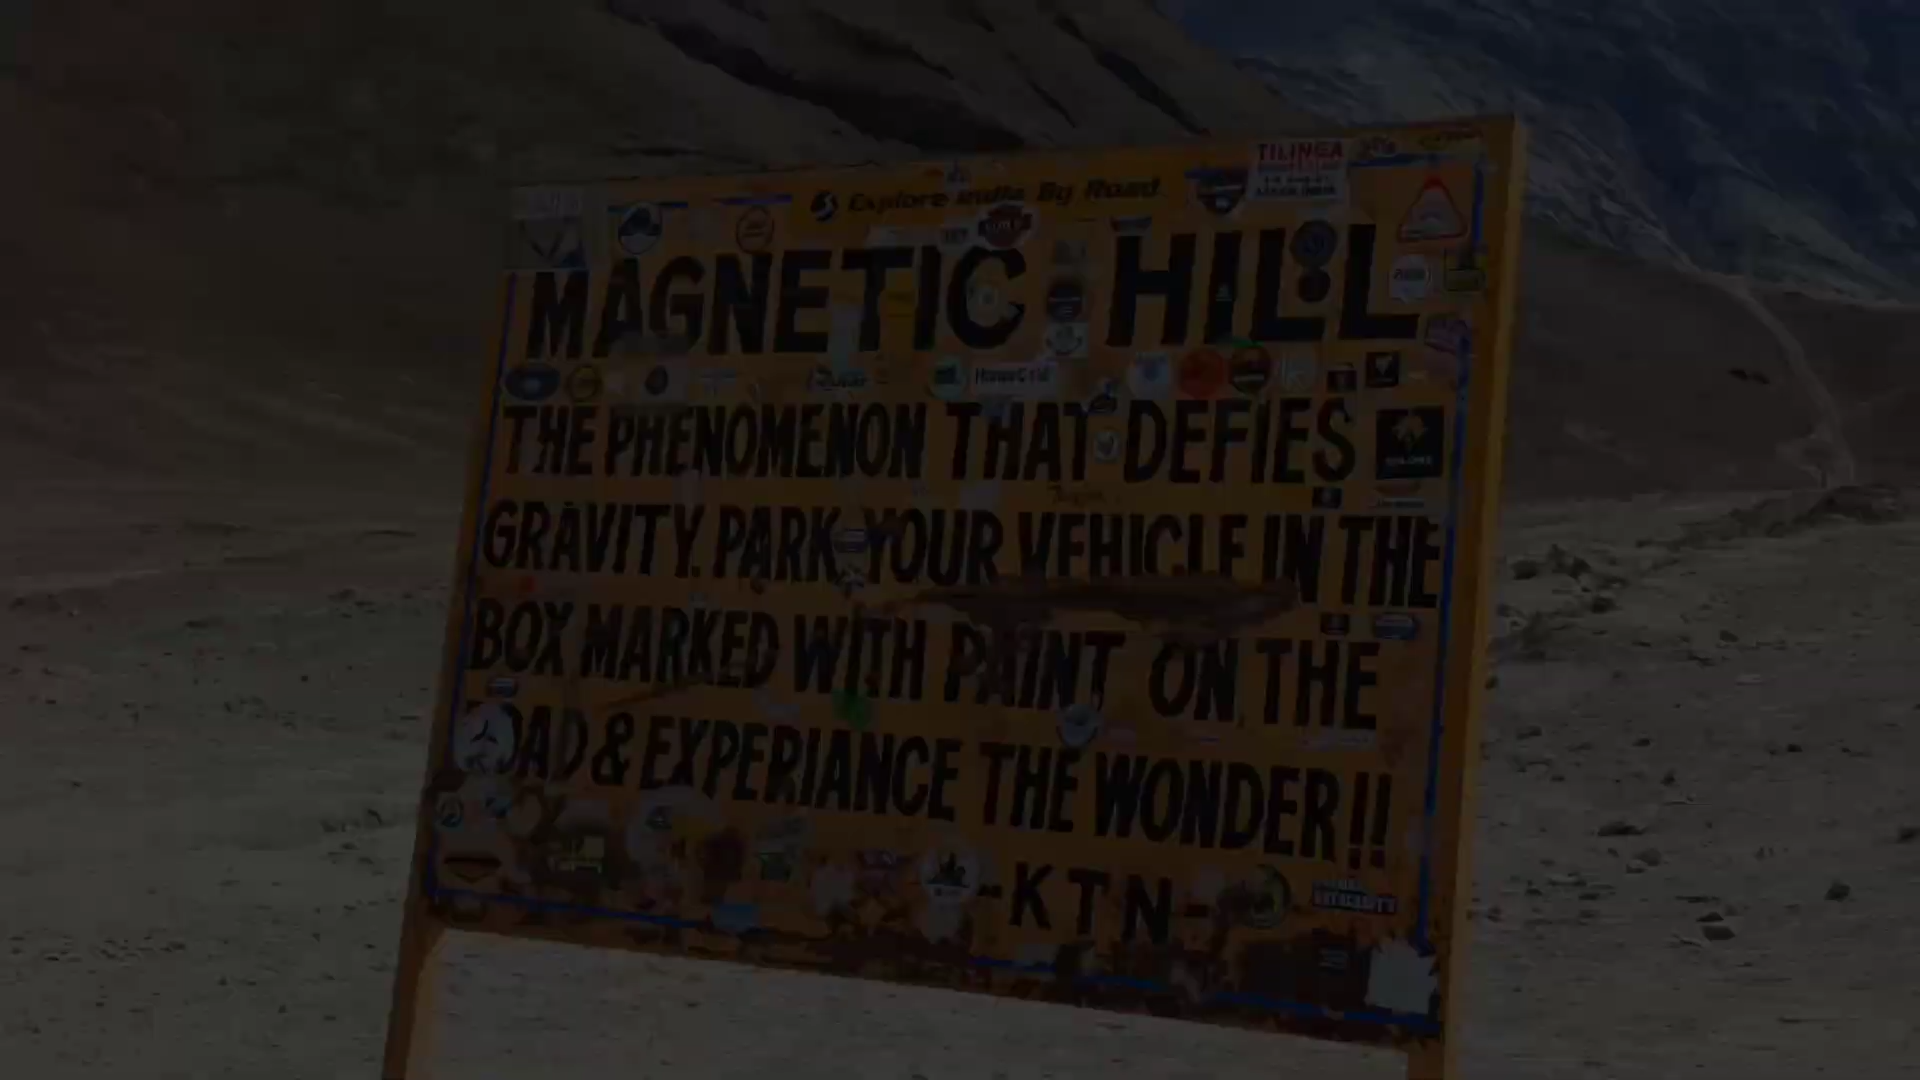 TILINGA
Explore India By Road
MAGNETIC HILL
THE PHENOMENON THAT DEFIES
GRAVITY. PARK YOUR VEHICLE IN THE
BOX MARKED WITH PAINT ON THE
OAD & EXPERIANCE THE WONDER!!
-KTN-